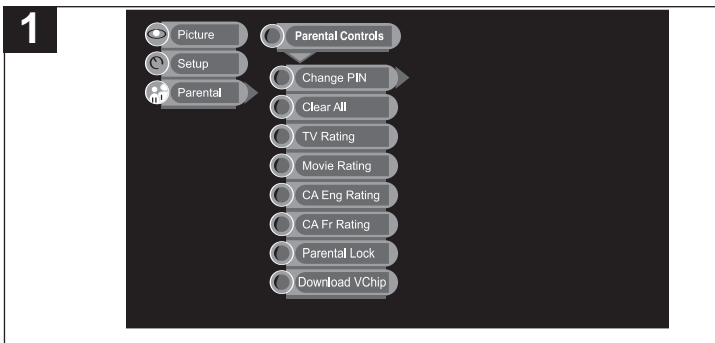 1
Picture
Setup
Parental
Parental Controls
Change PIN
Clear All
TV Rating
Movie Rating
CA Eng Rating
CA Fr Rating
Parental Lock
Download VChip